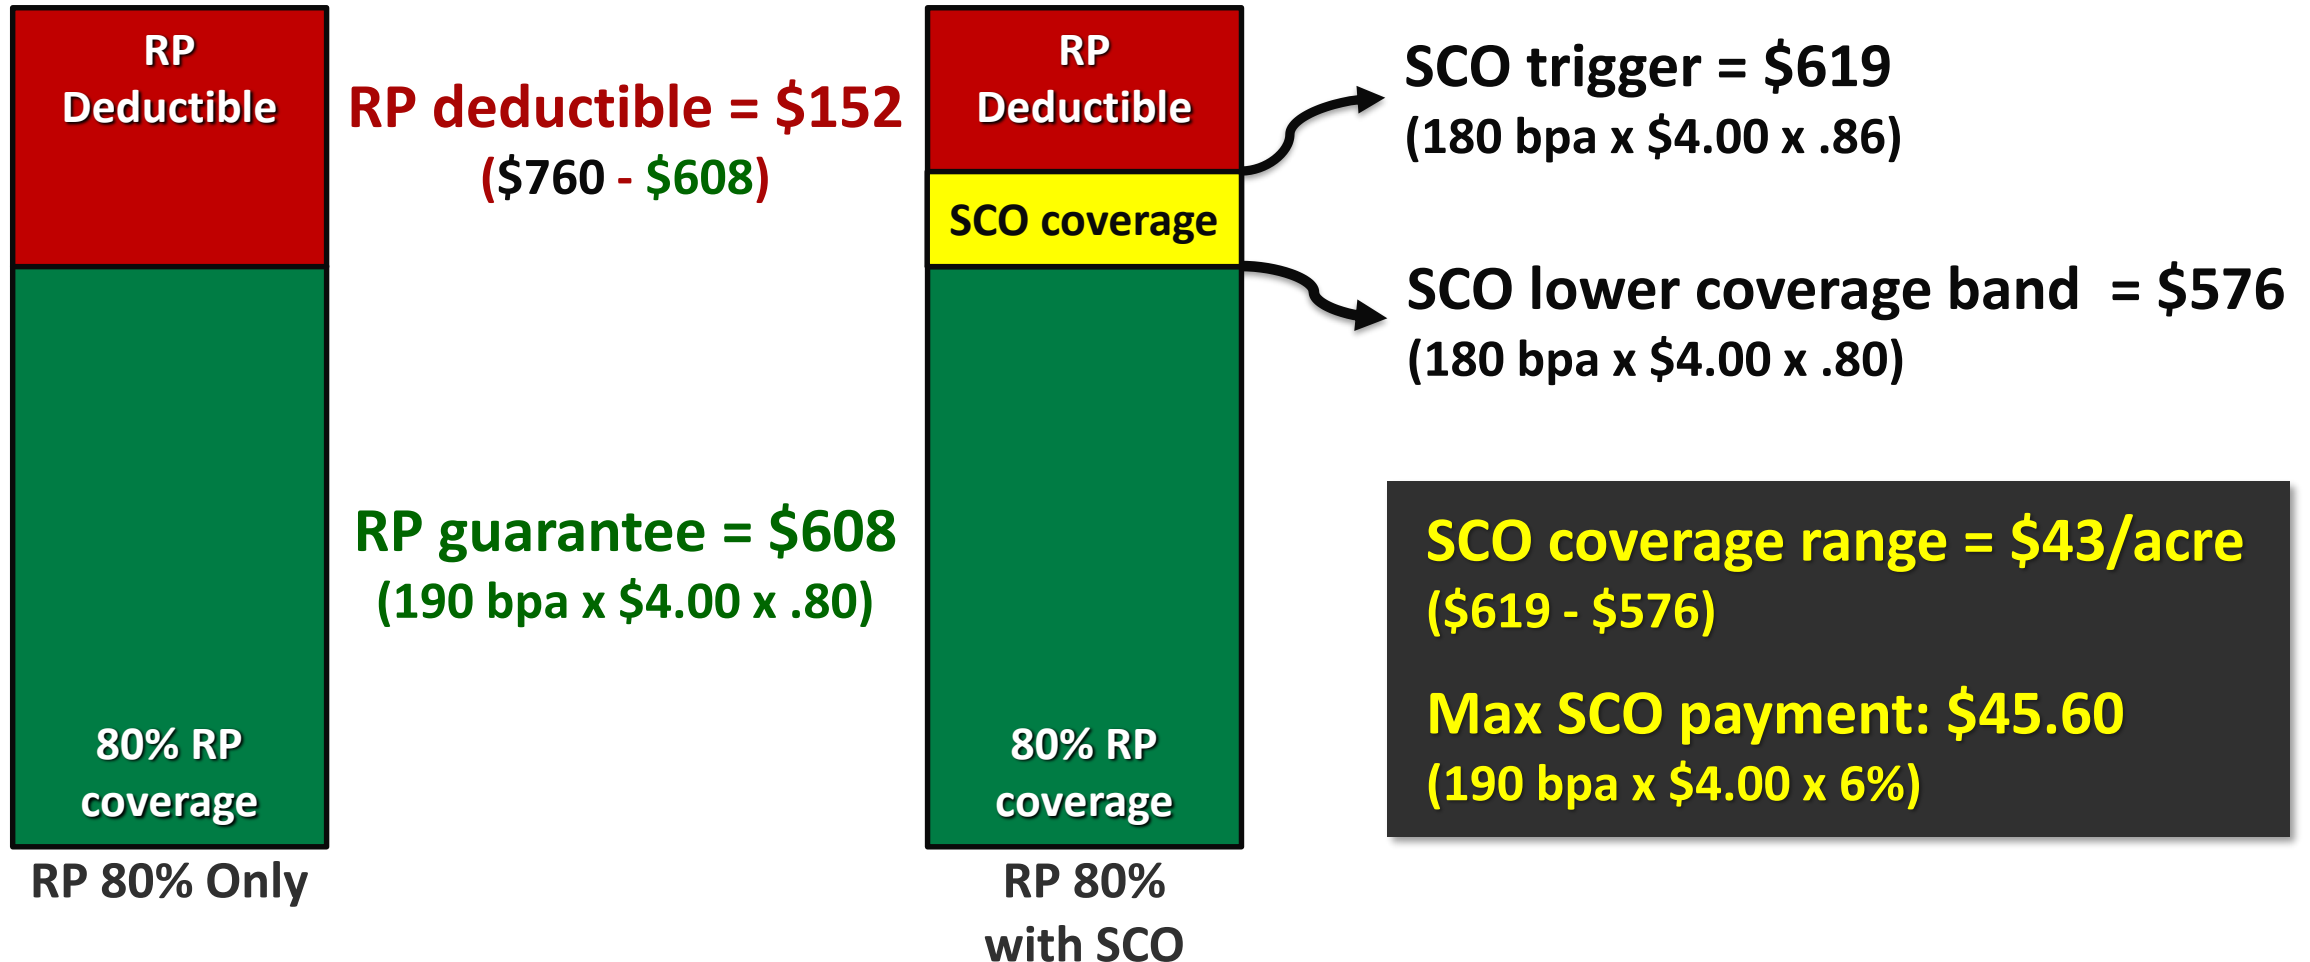 RP
Deductible
80% RP
coverage
RP 80% Only
RP deductible = $152
($760 - $608)
RP guarantee = $608
(190 bpa x $4.00 x .80)
RP
Deductible
SCO coverage
80% RP
coverage
RP 80%
with SCO
SCO trigger = $619
(180 bpa x $4.00 x .86)
SCO lower coverage band = $576
(180 bpa x $4.00 x .80)
SCO coverage range = $43/acre
($619 - $576)
Max SCO payment: $45.60
(190 bpa x $4.00 x 6%)